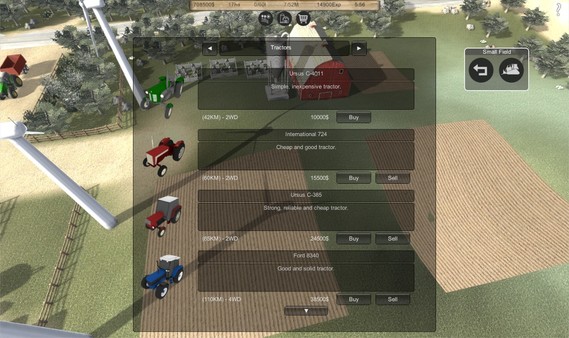 Tractors
Small Field
Ursus C-4011
Simple, inexpensive tractor.
(42KM) - 2WD 10000$ Buy
International 724
Cheap and good tractor.
(60KM) - 2WD 15500$ Buy Sell
Ursus C-385
Strong, reliable and cheap tractor.
2WD Buy Sell
Ford 8340
Good and solid tractor
(110KM) - 4WD Buy Sell